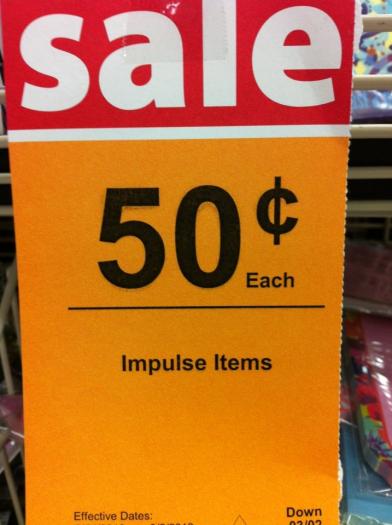 sale
50¢
Each
Impulse Items
Effective Dates:
Down